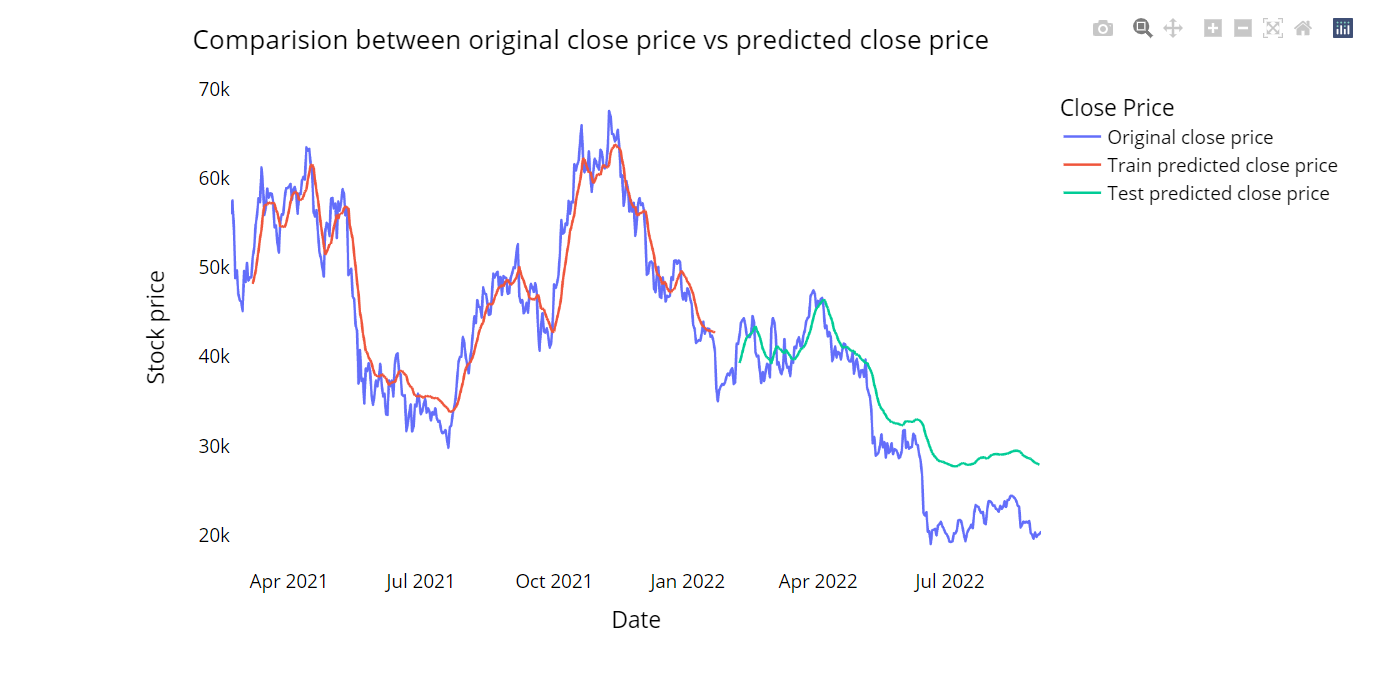 Comparision between original close price vs predicted close price
Close Price
Original close price
Train predicted close price
Test predicted close price
Stock price
70k
60k
50k
40k
30k
20k
Apr 2021
Jul 2021
Oct 2021
Jan 2022
Apr 2022
Jul 2022
Date